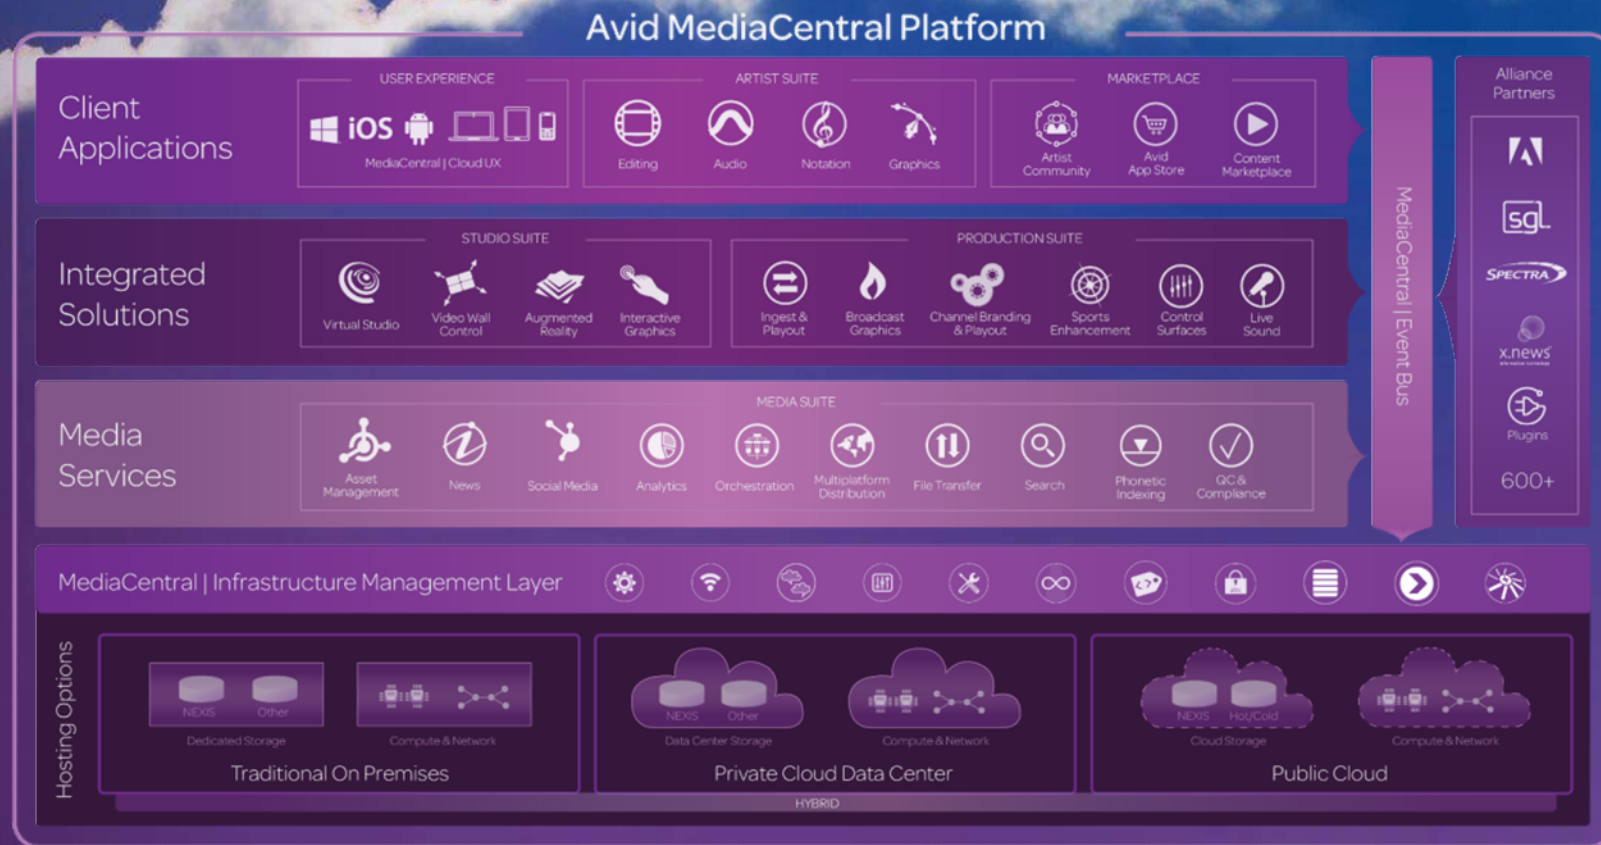 Avid MediaCentral Platform
Client
Applications
USER EXPERIENCE
iOS
MediaCentral | Cloud UX
ARTIST SUITE
Editing
Audio
Notation
Graphics
MARKETPLACE
Artist
Community
Avid
App Store
Content
Marketplace
Integrated
Solutions
STUDIO SUITE
Virtual Studio
Video Wall
Control
Augmented
Reality
Interactive
Graphics
PRODUCTION SUITE
Ingest &
Playout
Broadcast
Graphics
Channel Branding
& Playout
Sports
Enhancement
Control
Surfaces
Live
Sound
Media
Services
MEDIA SUITE
Asset
Management
News
Social Media
Analytics
Orchestration
Multiplatform
Distribution
File Transfer
Search
Phonetic
Indexing
QC &
Compliance
MediaCentral | Event Bus
Alliance
Partners
sgl
SPECTRA
x.news
Plugins
600+
MediaCentral | Infrastructure Management Layer
Hosting Options
NEXIS
Other
Dedicated Storage
Compute & Network
Traditional On Premises
NEXIS
Other
Data Center Storage
Compute & Network
Private Cloud Data Center
NEXIS
Hot/Cold
Cloud Storage
Compute & Network
Public Cloud
HYBRID